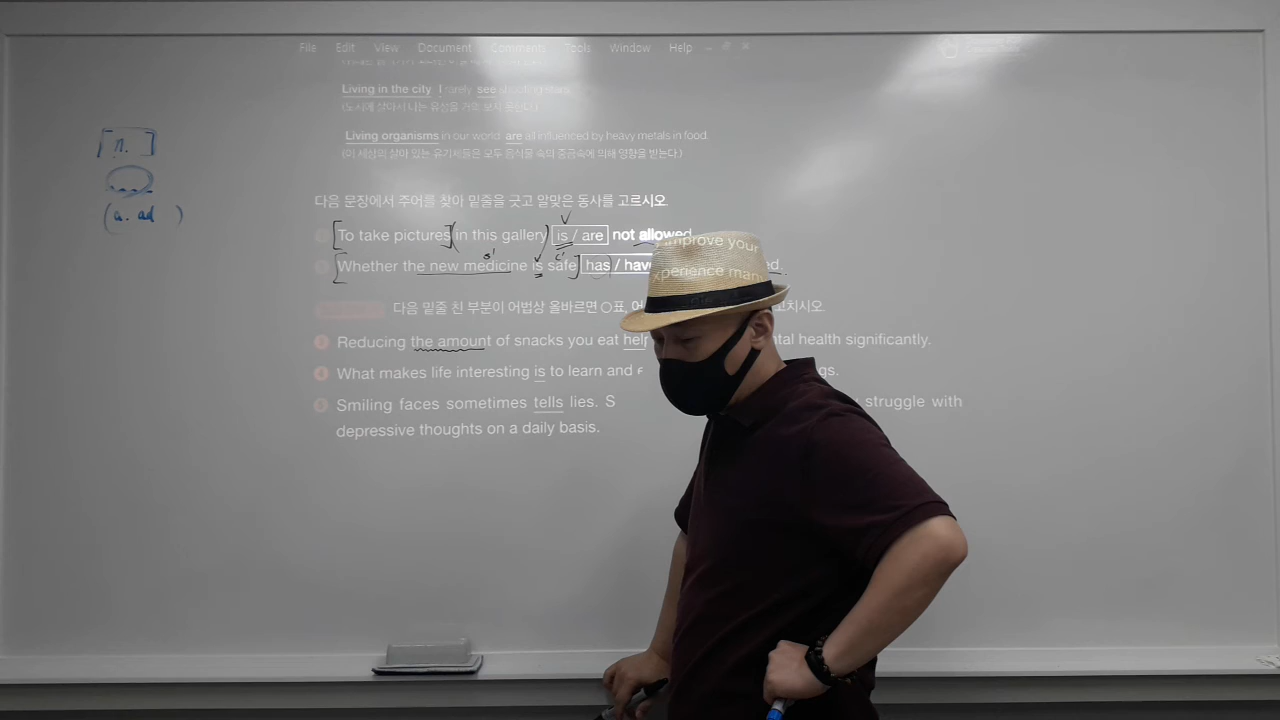 File Edit View Document Comments Tools Window Help
Living in the city I rarely see shooting stars.
(도시에 살아서 나는 유성을 거의 보지 못한다.)
Living organisms in our world are all influenced by heavy metals in food.
(이 세상의 살아 있는 유기체들은 모두 음식물 속의 중금속에 의해 영향을 받는다.)
[n.]
(a. ad )
다음 문장에서 주어를 찾아 밑줄을 긋고 알맞은 동사를 고르시오.
[To take pictures] (in this gallery) is / are not allowed
s' c'
[Whether the new medicine is safe] has / have
improve your
experience man
다음 밑줄 친 부분이 어법상 올바르면 ○표, 고치시오.
3 Reducing the amount of snacks you eat help ntal health significantly.
4 What makes life interesting is to learn and gs.
5 Smiling faces sometimes tells lies. S struggle with
depressive thoughts on a daily basis.